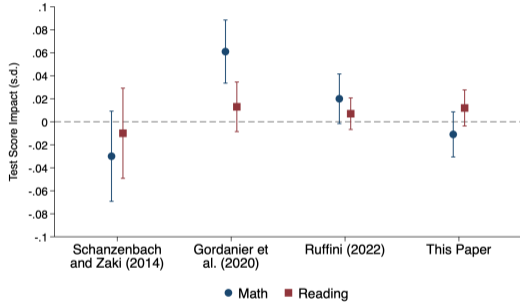 Test Score Impact (s.d.)
.1
.08
.06
.04
.02
0
-.02
-.04
-.06
-.08
-.1
Schanzenbach
and Zaki (2014)
Gordanier et
al. (2020)
Ruffini (2022)
This Paper
Math
Reading